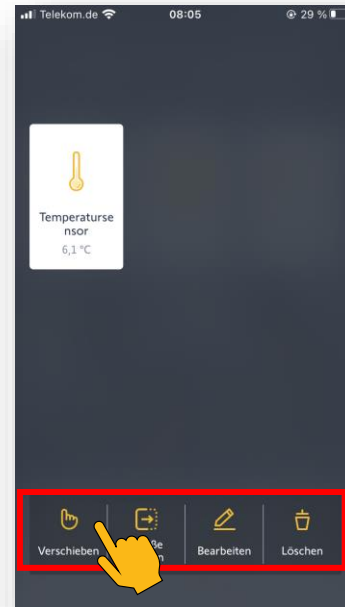 Telekom.de 08:05 29 %
Temperaturse
nsor
6,1 °C
Verschieben Bearbeiten Löschen